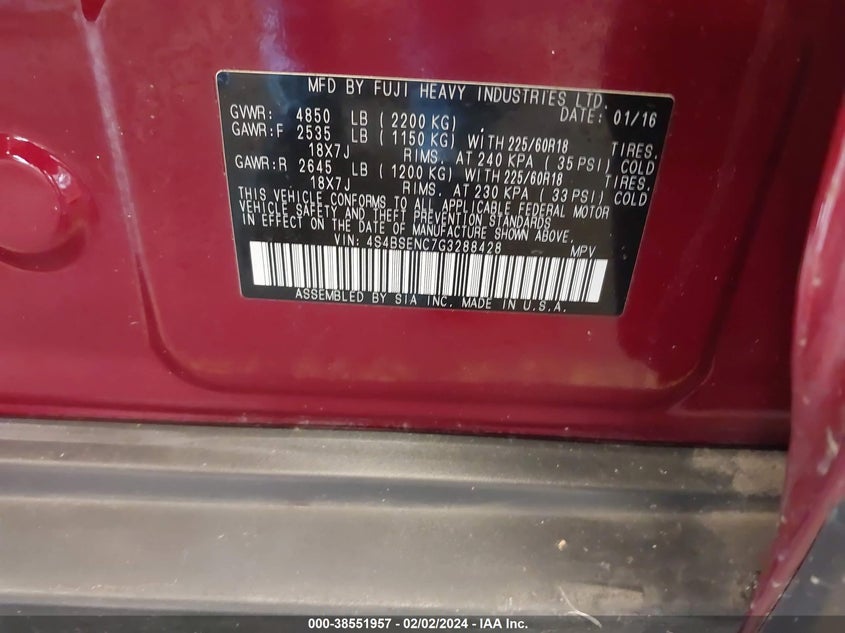 MFD BY FUJI HEAVY INDUSTRIES LTD.
DATE: 01/16
GVWR: 4850 LB ( 2200 KG)
GAWR:F 2535 LB ( 1150 KG) WITH 225/60R18 TIRES.
18X7J RIMS. AT 240 KPA ( 35 PSI) COLD
GAWR:R 2645 LB ( 1200 KG) WITH 225/60R18 TIRES.
18X7J RIMS. AT 230 KPA ( 33 PSI) COLD
THIS VEHICLE CONFORMS TO ALL APPLICABLE FEDERAL MOTOR
VEHICLE SAFETY AND THEFT PREVENTION STANDARDS
IN EFFECT ON THE DATE OF MANUFACTURE SHOWN ABOVE.
VIN: 4S4BSENC7G3288428 MPV
ASSEMBLED BY SIA INC. MADE IN U.S.A.
000-38551957 - 02/02/2024 - IAA Inc.